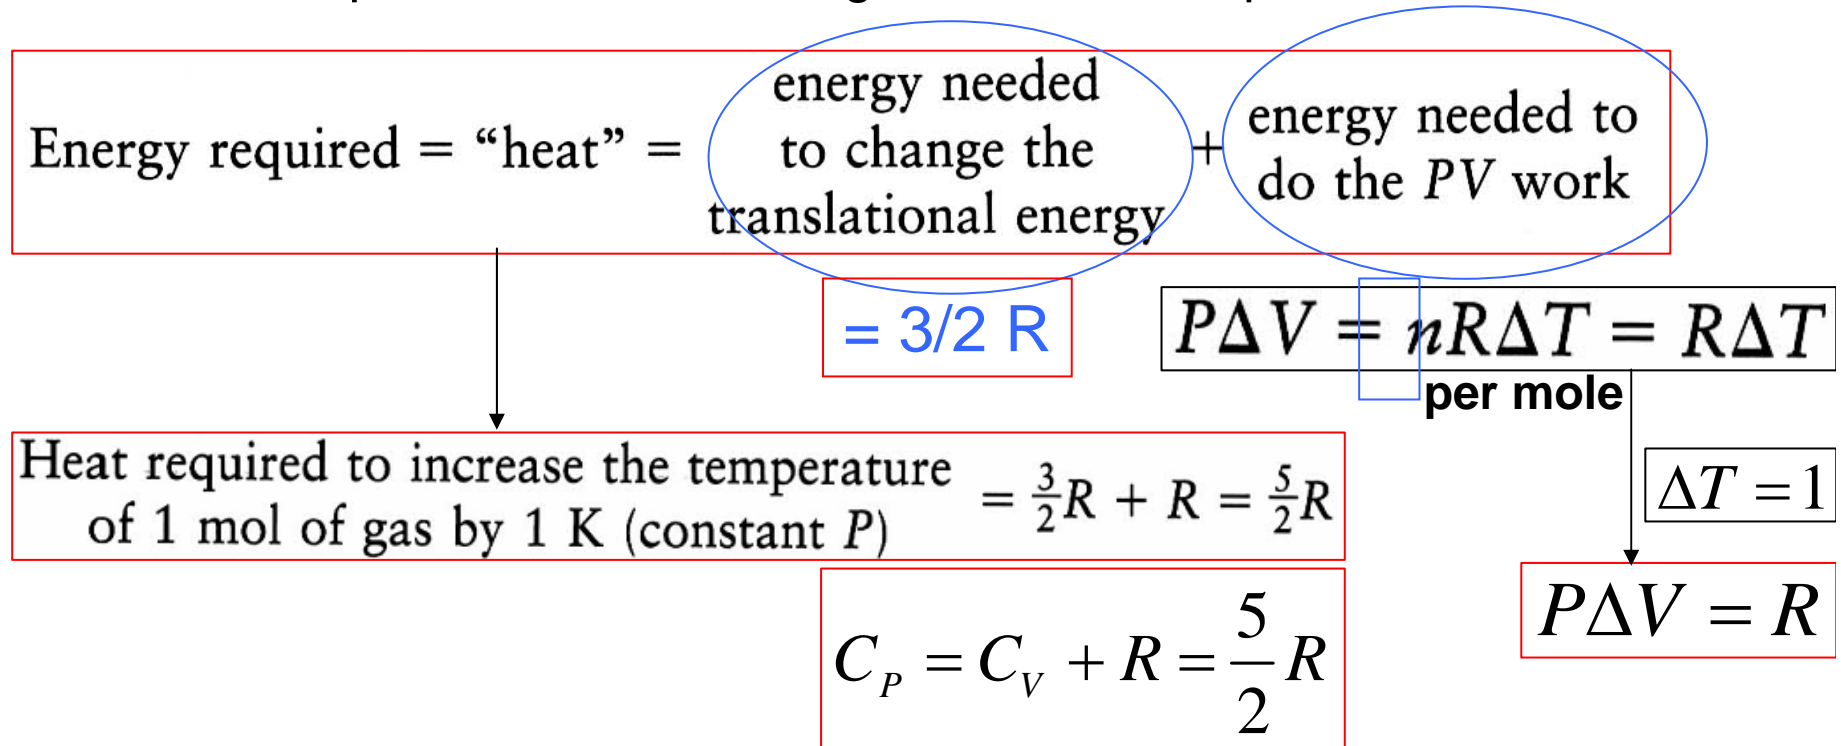 Energy required = “heat” =
energy needed
to change the
translational energy
+
energy needed to
do the PV work
= 3/2 R
PΔV = nRΔT = RΔT
per mole
Heat required to increase the temperature
of 1 mol of gas by 1 K (constant P)
= 3/2 R + R = 5/2 R
ΔT = 1
PΔV = R
C_P = C_V + R = 5/2 R